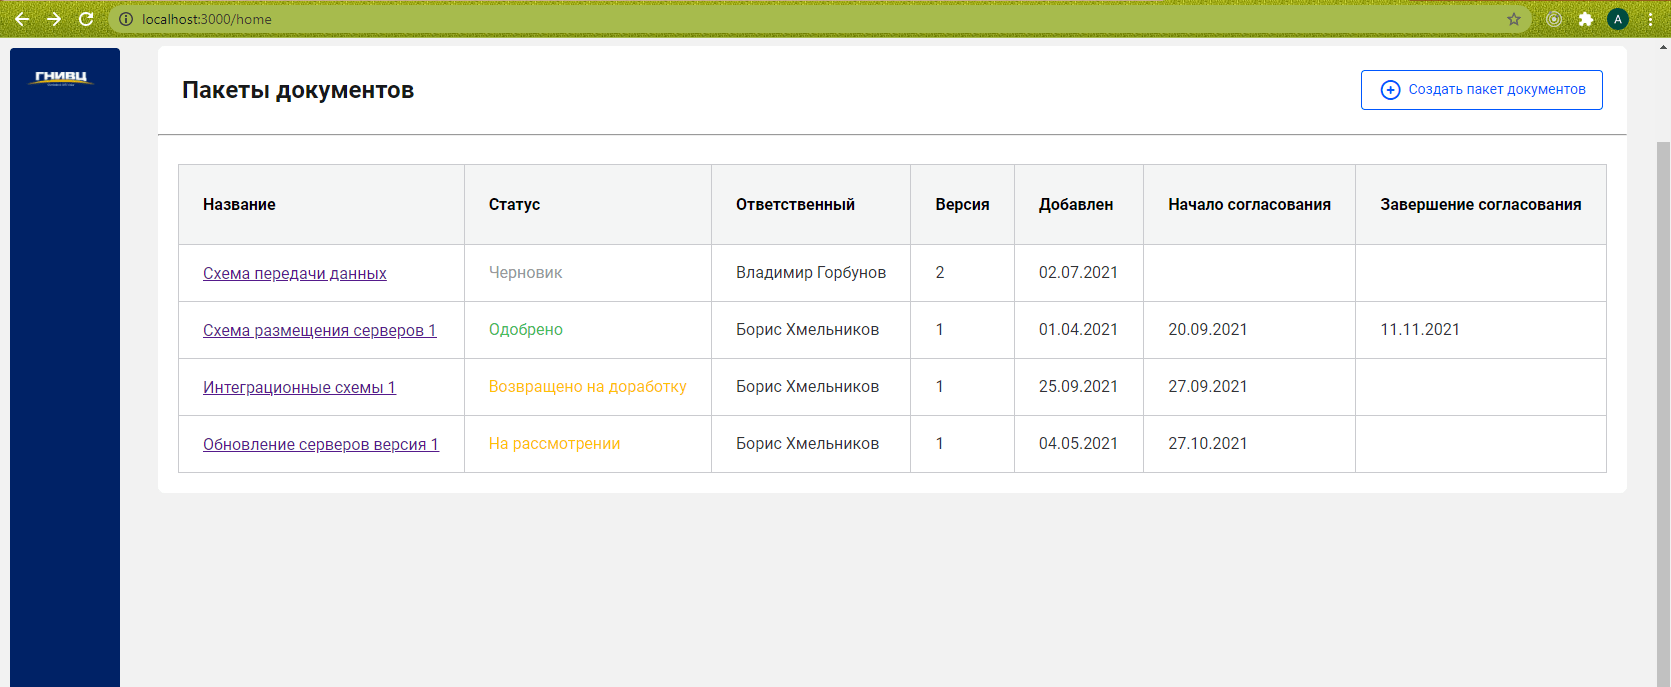 localhost:3000/home
A
ГНИВЦ
Пакеты документов
Создать пакет документов
Название Статус Ответственный Версия Добавлен Начало согласования Завершение согласования
Схема передачи данных Черновик Владимир Горбунов 2 02.07.2021
Схема размещения серверов 1 Одобрено Борис Хмельников 1 01.04.2021 20.09.2021 11.11.2021
Интеграционные схемы 1 Возвращено на доработку Борис Хмельников 1 25.09.2021 27.09.2021
Обновление серверов версия 1 На рассмотрении Борис Хмельников 1 04.05.2021 27.10.2021